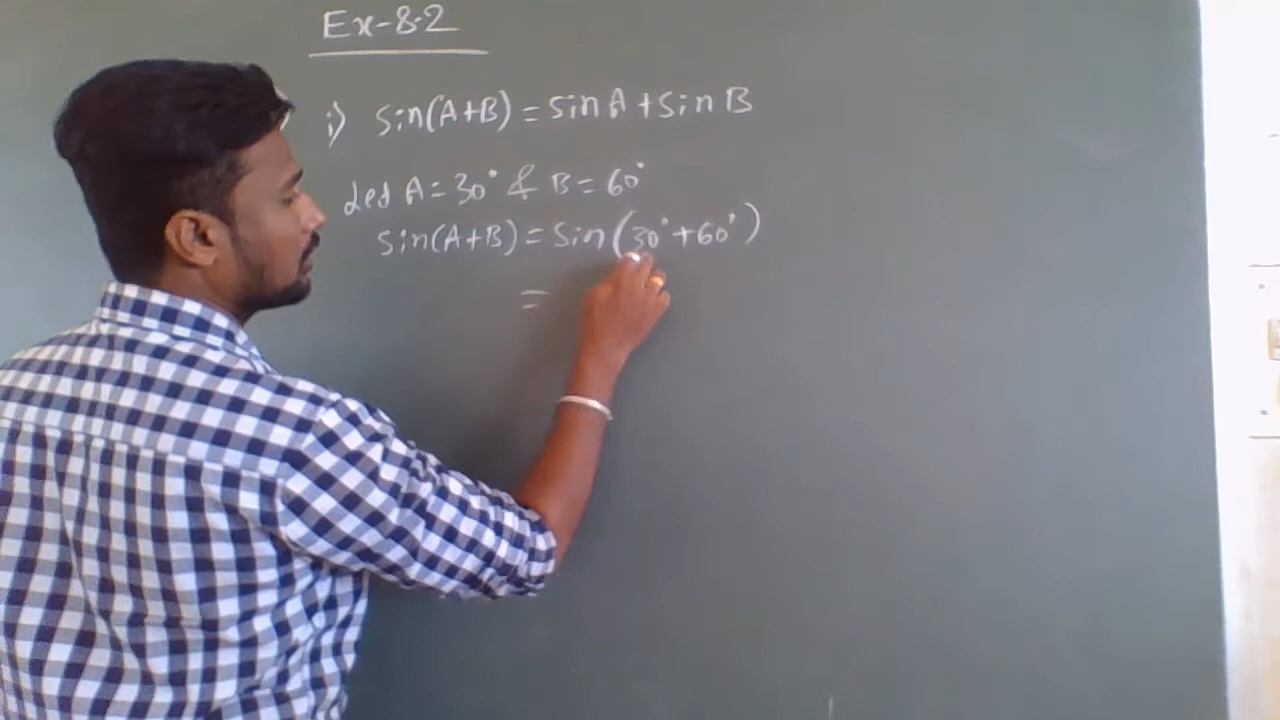 Ex-8.2
i) sin(A+B) = sin A + sin B
Let A = 30° & B = 60°
sin(A+B) = sin(30° + 60°)
=